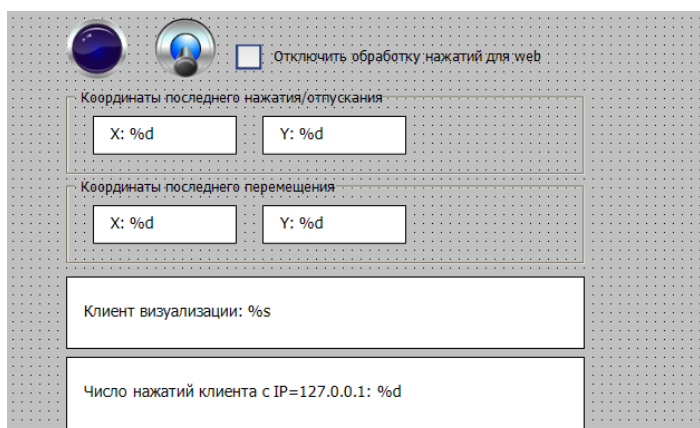 Отключить обработку нажатий для web
Координаты последнего нажатия/отпускания
X: %d
Y: %d
Координаты последнего перемещения
X: %d
Y: %d
Клиент визуализации: %s
Число нажатий клиента с IP=127.0.0.1: %d